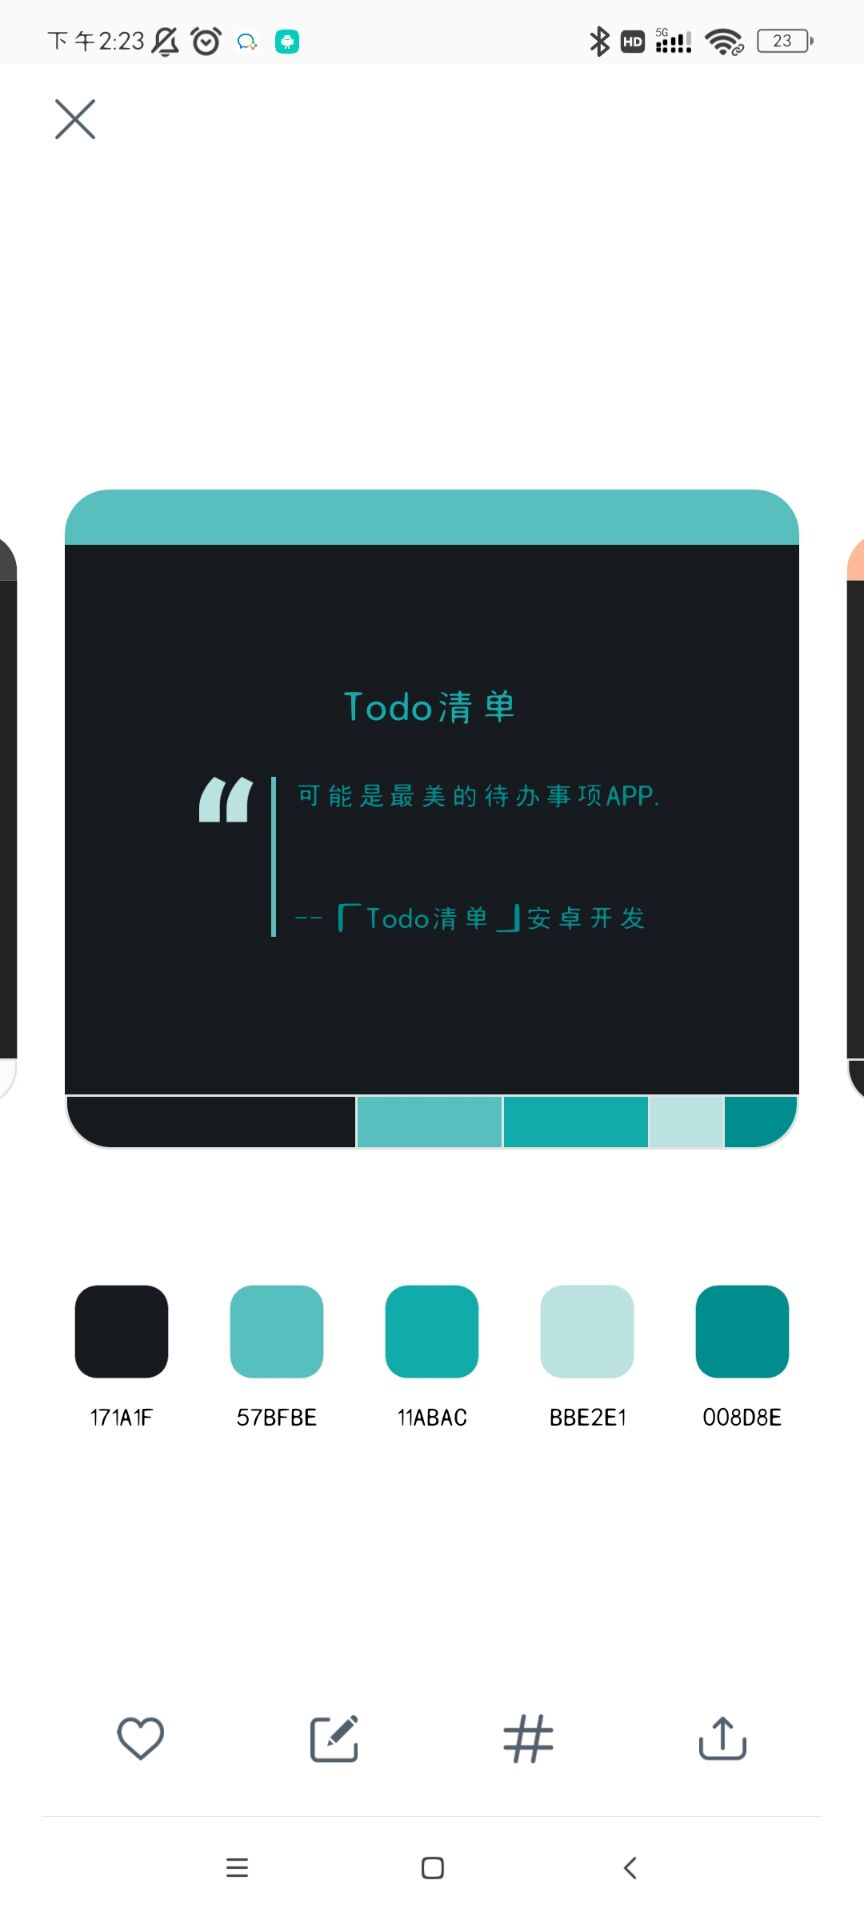 下午2:23
HD
5G
23
Todo清单
“
可能是最美的待办事项APP.
--「Todo清单」安卓开发
171A1F
57BFBE
11ABAC
BBE2E1
008D8E